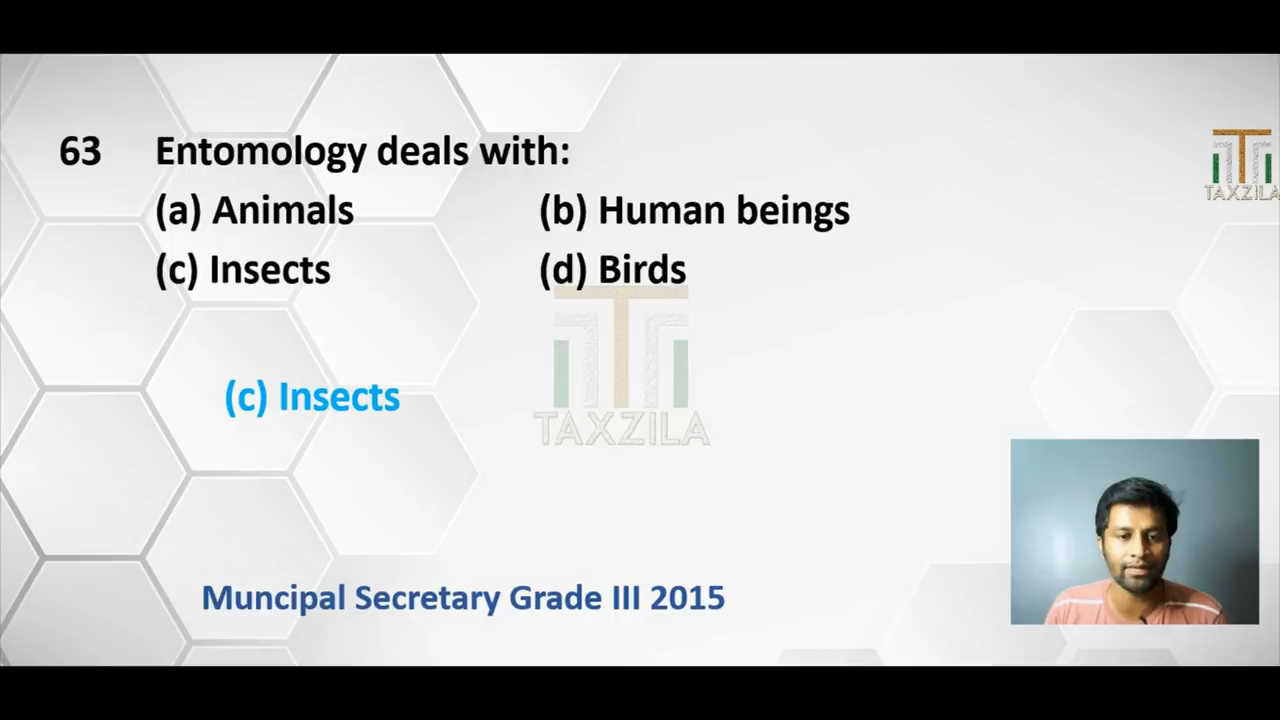 63 Entomology deals with:
(a) Animals (b) Human beings
(c) Insects (d) Birds
(c) Insects
Muncipal Secretary Grade III 2015
TAXZILA
TAXZILA